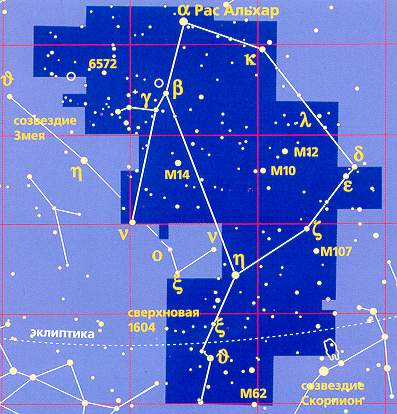 α Рас Альхар
κ
6572
ϑ
β
γ
λ
созвездие
Змея
M12
δ
η
M14
M10
ε
ν
ν
ζ
ο
M107
η
ξ
сверхновая
1604
ξ
эклиптика
ϑ
M62
созвездие
Скорпион